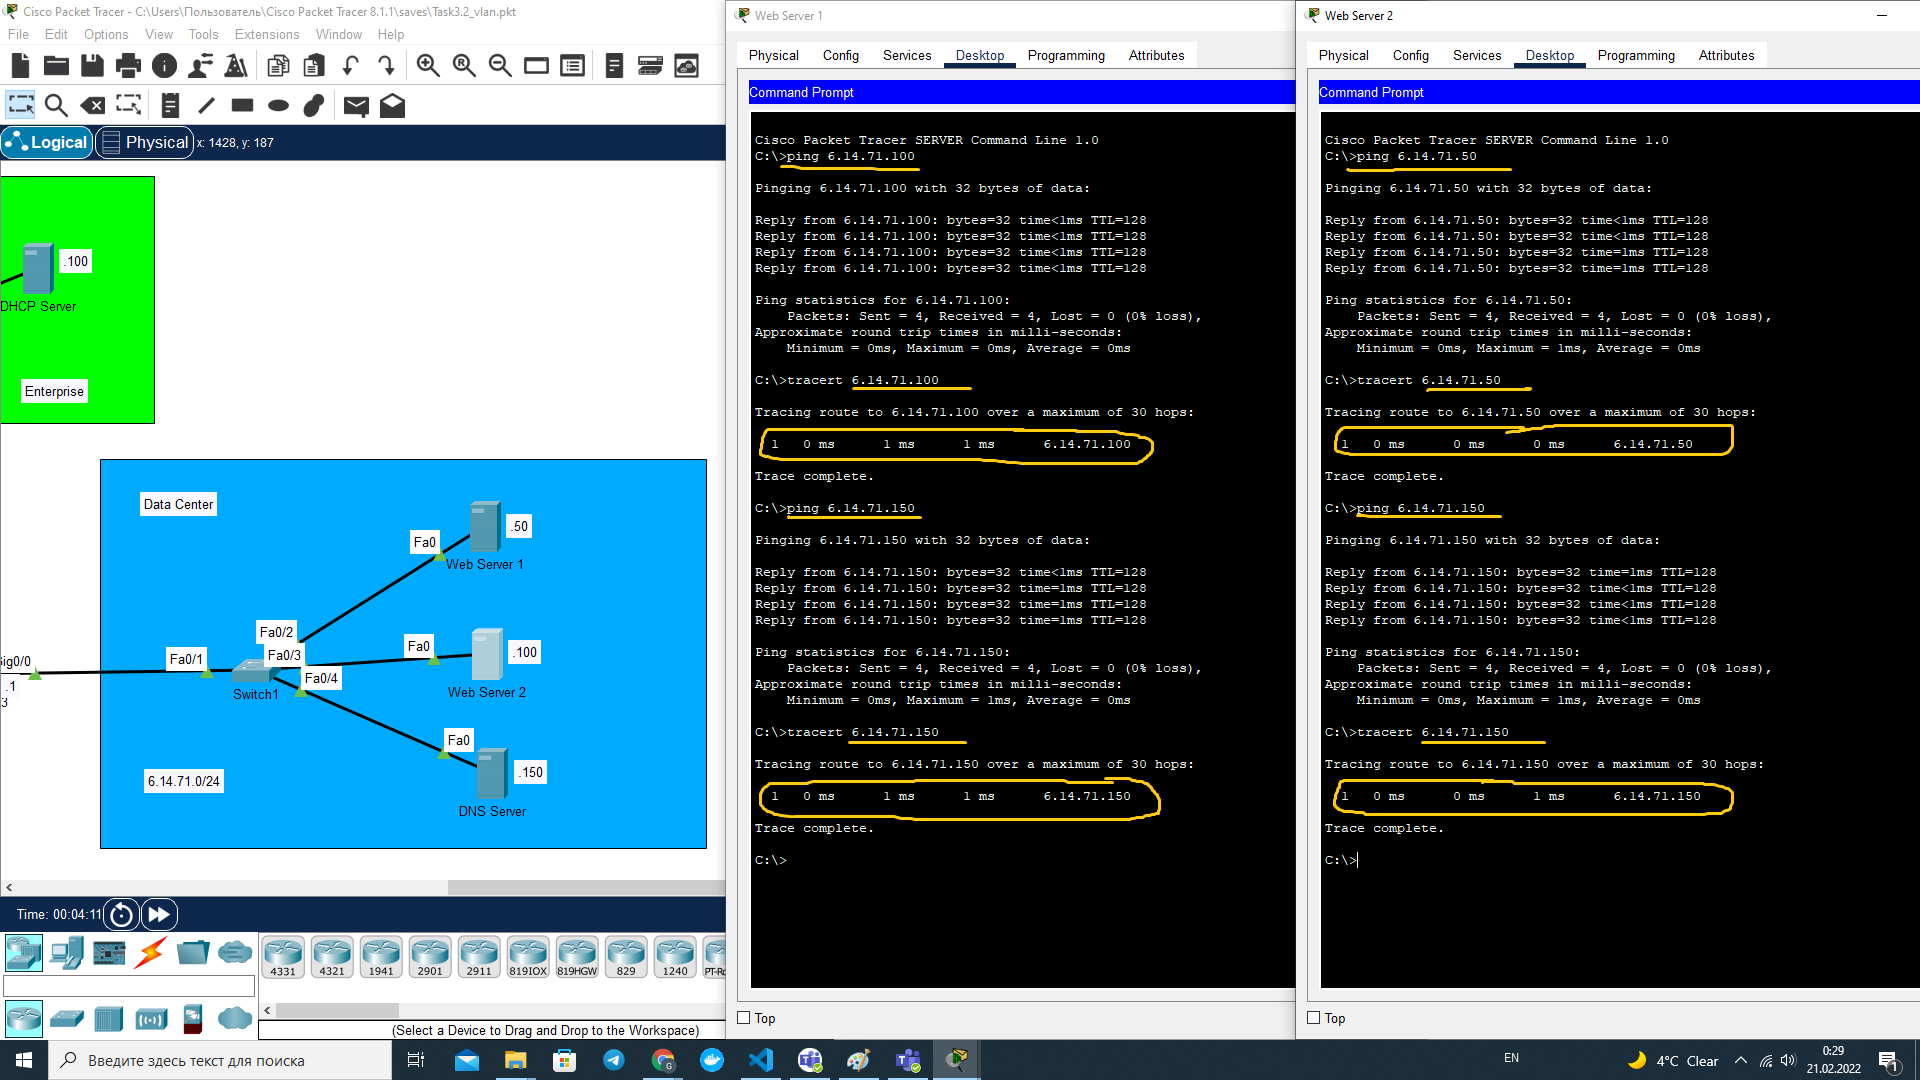 Cisco Packet Tracer - C:\Users\Пользователь\Cisco Packet Tracer 8.1.1\saves\Task3.2_vlan.pkt
File Edit Options View Tools Extensions Window Help
Logical Physical x: 1428, y: 187
.100
DHCP Server
Enterprise
Data Center
.50
Fa0
Web Server 1
Fa0/2
Fa0
.100
Fa0/3
Fa0/1
Fa0/4
ig0/0
.1
3
Switch1
Web Server 2
Fa0
.150
6.14.71.0/24
DNS Server
Time: 00:04:11
4331 4321 1941 2901 2911 819IOX 819HGW 829 1240
(Select a Device to Drag and Drop to the Workspace)
Web Server 1
Physical Config Services Desktop Programming Attributes
Command Prompt
Cisco Packet Tracer SERVER Command Line 1.0
C:\>ping 6.14.71.100
Pinging 6.14.71.100 with 32 bytes of data:
Reply from 6.14.71.100: bytes=32 time<1ms TTL=128
Reply from 6.14.71.100: bytes=32 time<1ms TTL=128
Reply from 6.14.71.100: bytes=32 time<1ms TTL=128
Reply from 6.14.71.100: bytes=32 time<1ms TTL=128
Ping statistics for 6.14.71.100:
Packets: Sent = 4, Received = 4, Lost = 0 (0% loss),
Approximate round trip times in milli-seconds:
Minimum = 0ms, Maximum = 0ms, Average = 0ms
C:\>tracert 6.14.71.100
Tracing route to 6.14.71.100 over a maximum of 30 hops:
1 0 ms 1 ms 1 ms 6.14.71.100
Trace complete.
C:\>ping 6.14.71.150
Pinging 6.14.71.150 with 32 bytes of data:
Reply from 6.14.71.150: bytes=32 time<1ms TTL=128
Reply from 6.14.71.150: bytes=32 time=1ms TTL=128
Reply from 6.14.71.150: bytes=32 time=1ms TTL=128
Reply from 6.14.71.150: bytes=32 time=1ms TTL=128
Ping statistics for 6.14.71.150:
Packets: Sent = 4, Received = 4, Lost = 0 (0% loss),
Approximate round trip times in milli-seconds:
Minimum = 0ms, Maximum = 1ms, Average = 0ms
C:\>tracert 6.14.71.150
Tracing route to 6.14.71.150 over a maximum of 30 hops:
1 0 ms 1 ms 1 ms 6.14.71.150
Trace complete.
C:\>
Top
Web Server 2
Physical Config Services Desktop Programming Attributes
Command Prompt
Cisco Packet Tracer SERVER Command Line 1.0
C:\>ping 6.14.71.50
Pinging 6.14.71.50 with 32 bytes of data:
Reply from 6.14.71.50: bytes=32 time<1ms TTL=128
Reply from 6.14.71.50: bytes=32 time<1ms TTL=128
Reply from 6.14.71.50: bytes=32 time=1ms TTL=128
Reply from 6.14.71.50: bytes=32 time=1ms TTL=128
Ping statistics for 6.14.71.50:
Packets: Sent = 4, Received = 4, Lost = 0 (0% loss),
Approximate round trip times in milli-seconds:
Minimum = 0ms, Maximum = 1ms, Average = 0ms
C:\>tracert 6.14.71.50
Tracing route to 6.14.71.50 over a maximum of 30 hops:
1 0 ms 0 ms 0 ms 6.14.71.50
Trace complete.
C:\>ping 6.14.71.150
Pinging 6.14.71.150 with 32 bytes of data:
Reply from 6.14.71.150: bytes=32 time=1ms TTL=128
Reply from 6.14.71.150: bytes=32 time<1ms TTL=128
Reply from 6.14.71.150: bytes=32 time<1ms TTL=128
Reply from 6.14.71.150: bytes=32 time<1ms TTL=128
Ping statistics for 6.14.71.150:
Packets: Sent = 4, Received = 4, Lost = 0 (0% loss),
Approximate round trip times in milli-seconds:
Minimum = 0ms, Maximum = 1ms, Average = 0ms
C:\>tracert 6.14.71.150
Tracing route to 6.14.71.150 over a maximum of 30 hops:
1 0 ms 0 ms 1 ms 6.14.71.150
Trace complete.
C:\>
Top
Введите здесь текст для поиска
EN
4°C Clear
0:29
21.02.2022
1